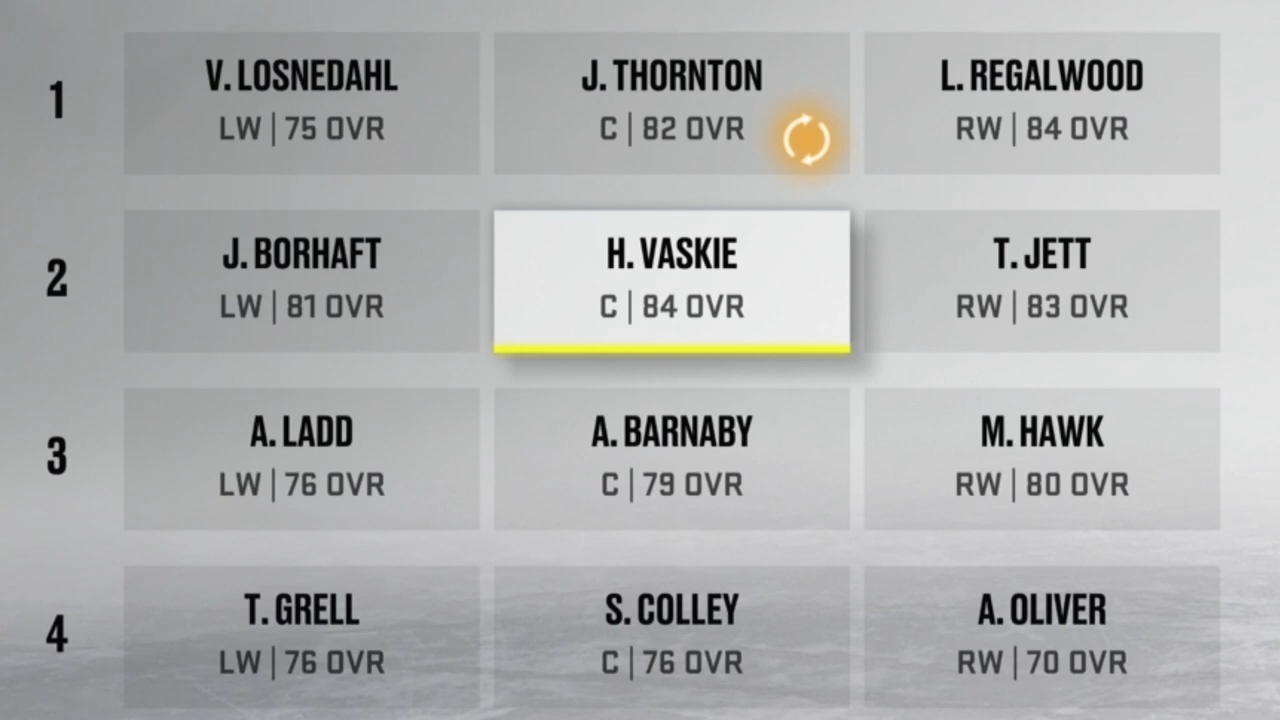 1
V. LOSNEDAHL
LW | 75 OVR
J. THORNTON
C | 82 OVR
L. REGALWOOD
RW | 84 OVR
2
J. BORHAFT
LW | 81 OVR
H. VASKIE
C | 84 OVR
T. JETT
RW | 83 OVR
3
A. LADD
LW | 76 OVR
A. BARNABY
C | 79 OVR
M. HAWK
RW | 80 OVR
4
T. GRELL
LW | 76 OVR
S. COLLEY
C | 76 OVR
A. OLIVER
RW | 70 OVR